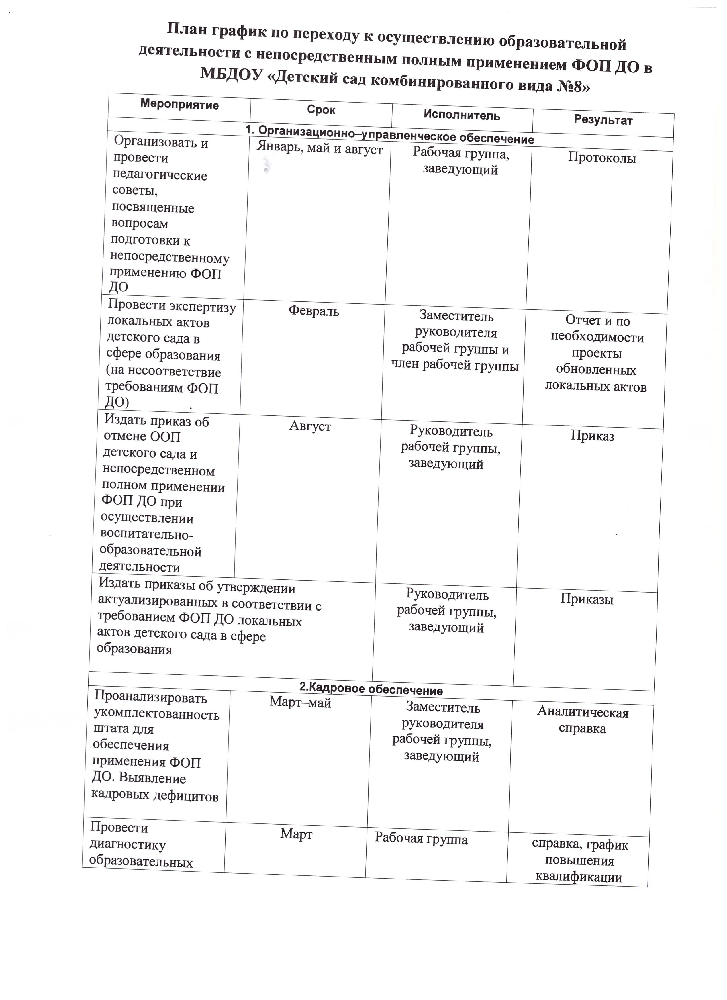 План график по переходу к осуществлению образовательной
деятельности с непосредственным полным применением ФОП ДО в
МБДОУ «Детский сад комбинированного вида №8»
Мероприятие
Срок
Исполнитель
Результат
1. Организационно–управленческое обеспечение
Организовать и
провести
педагогические
советы,
посвященные
вопросам
подготовки к
непосредственному
применению ФОП
ДО
Январь, май и август
Рабочая группа,
заведующий
Протоколы
Провести экспертизу
локальных актов
детского сада в
сфере образования
(на несоответствие
требованиям ФОП
ДО)
Февраль
Заместитель
руководителя
рабочей группы и
член рабочей группы
Отчет и по
необходимости
проекты
обновленных
локальных актов
Издать приказ об
отмене ООП
детского сада и
непосредственном
полном применении
ФОП ДО при
осуществлении
воспитательно-
образовательной
деятельности
Август
Руководитель
рабочей группы,
заведующий
Приказ
Издать приказы об утверждении
актуализированных в соответствии с
требованием ФОП ДО локальных
актов детского сада в сфере
образования
Руководитель
рабочей группы,
заведующий
Приказы
2.Кадровое обеспечение
Проанализировать
укомплектованность
штата для
обеспечения
применения ФОП
ДО. Выявление
кадровых дефицитов
Март–май
Заместитель
руководителя
рабочей группы,
заведующий
Аналитическая
справка
Провести
диагностику
образовательных
Март
Рабочая группа
справка, график
повышения
квалификации